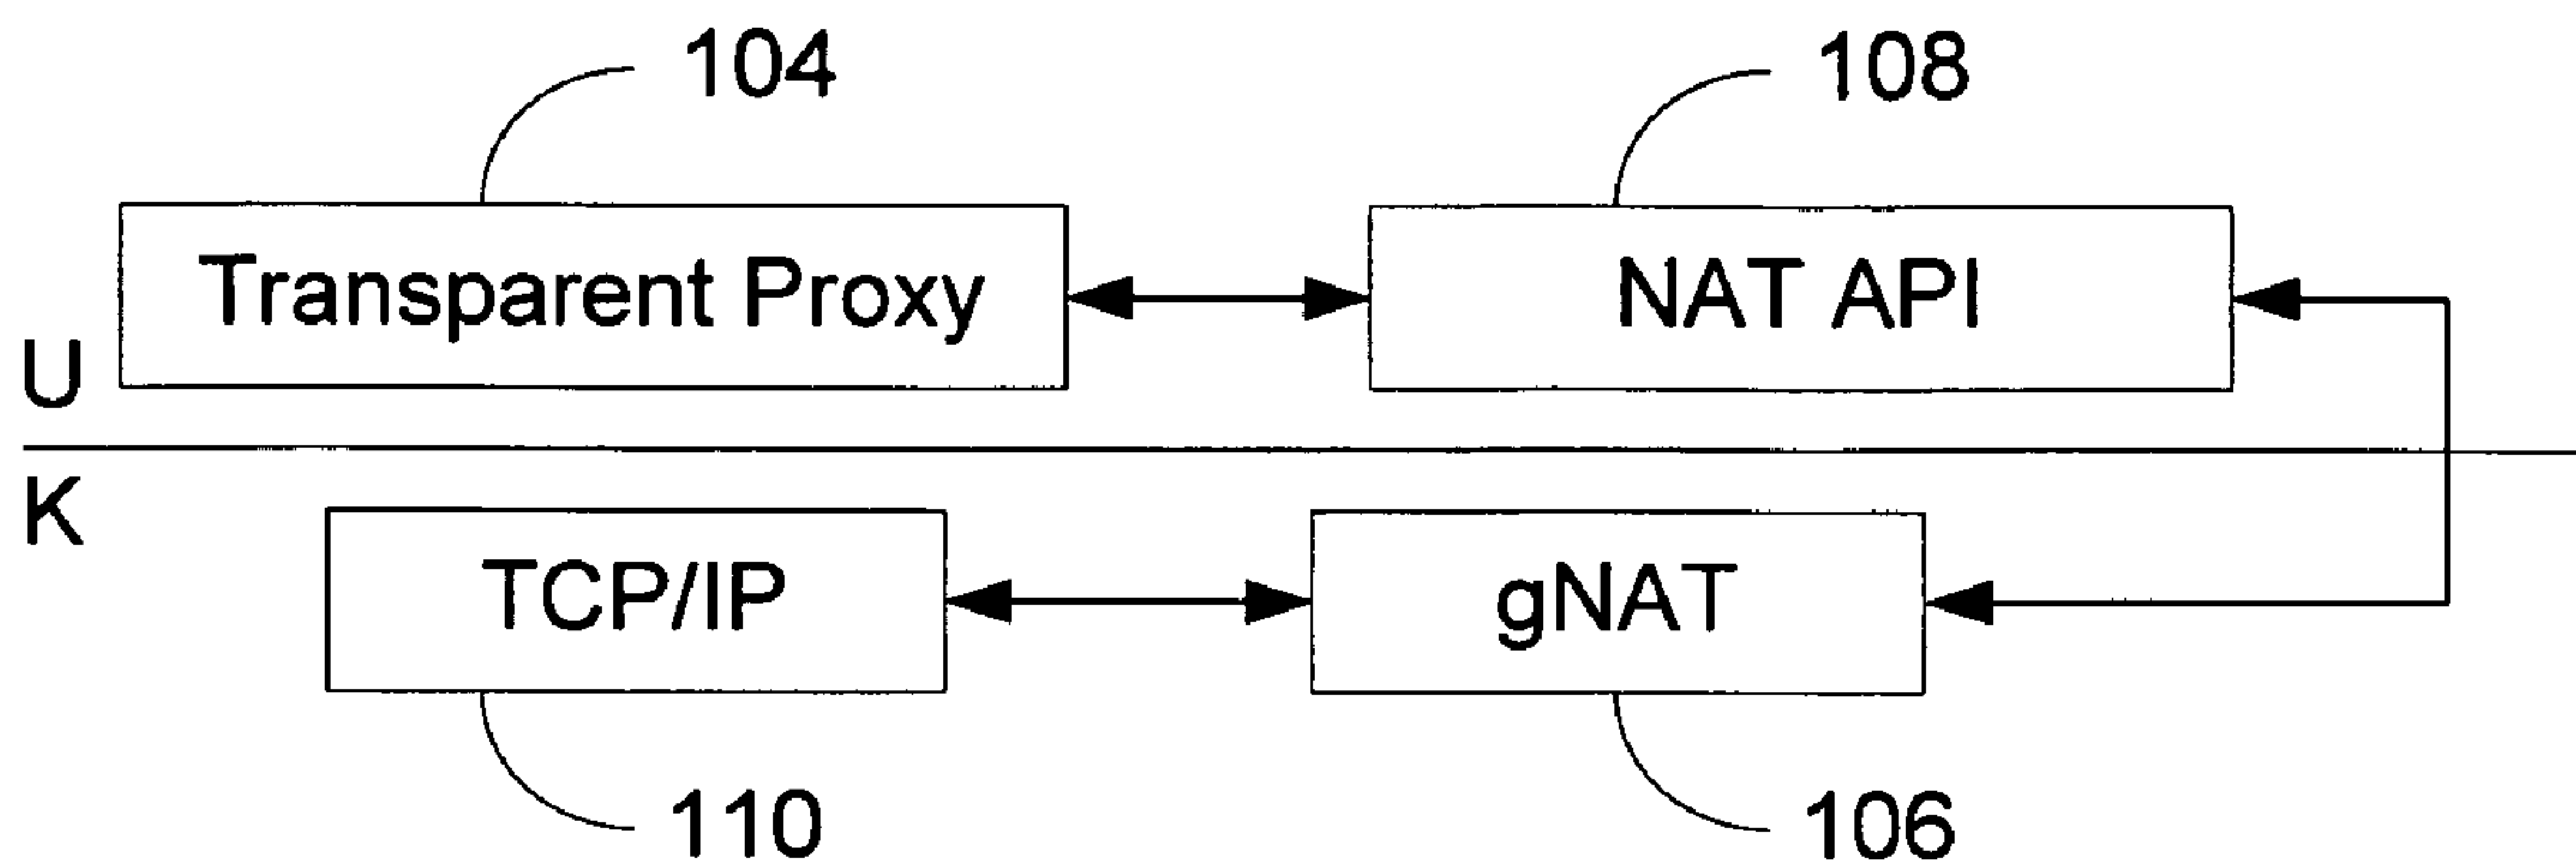 104
108
Transparent Proxy
NAT API
U
K
TCP/IP
gNAT
110
106